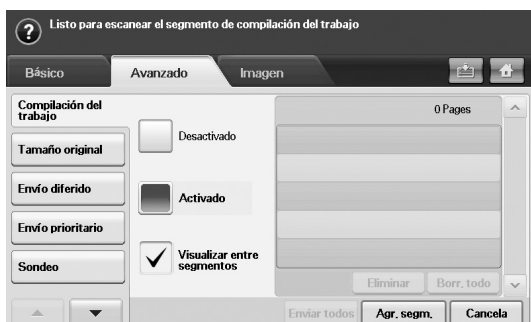 ? Listo para escanear el segmento de compilación del trabajo
Básico Avanzado Imagen
Compilación del
trabajo
Tamaño original
Envío diferido
Envío prioritario
Sondeo
Desactivado
Activado
Visualizar entre
segmentos
0 Pages
Eliminar Borr. todo
Enviar todos Agr. segm. Cancela